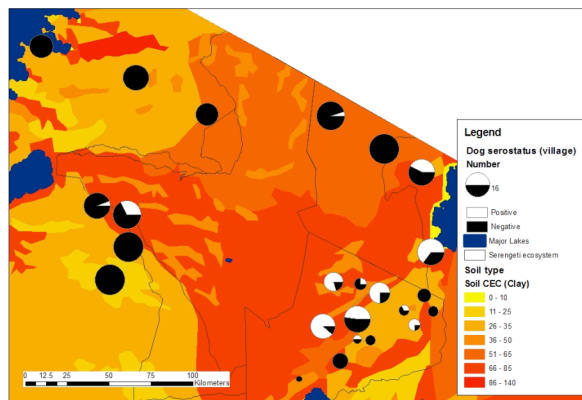 Legend
Dog serostatus (village)
Number
16
Positive
Negative
Major Lakes
Serengeti ecosystem
Soil type
Soil CEC (Clay)
0 - 10
11 - 25
26 - 35
36 - 50
51 - 65
66 - 85
86 - 140
0 12.5 25 50 75 100
Kilometers